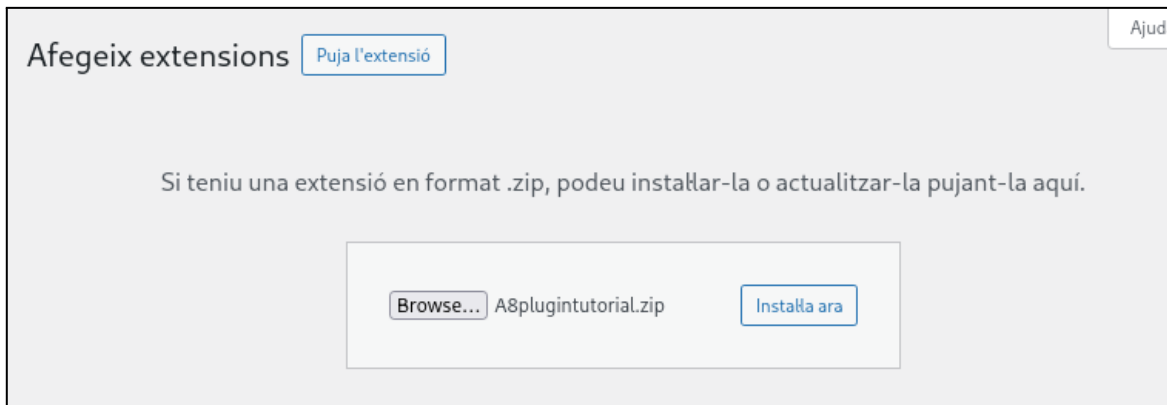 Ajud
Afegeix extensions Puja l'extensió
Si teniu una extensió en format .zip, podeu instal·lar-la o actualitzar-la pujant-la aquí.
Browse... A8plugintutorial.zip Instal·la ara